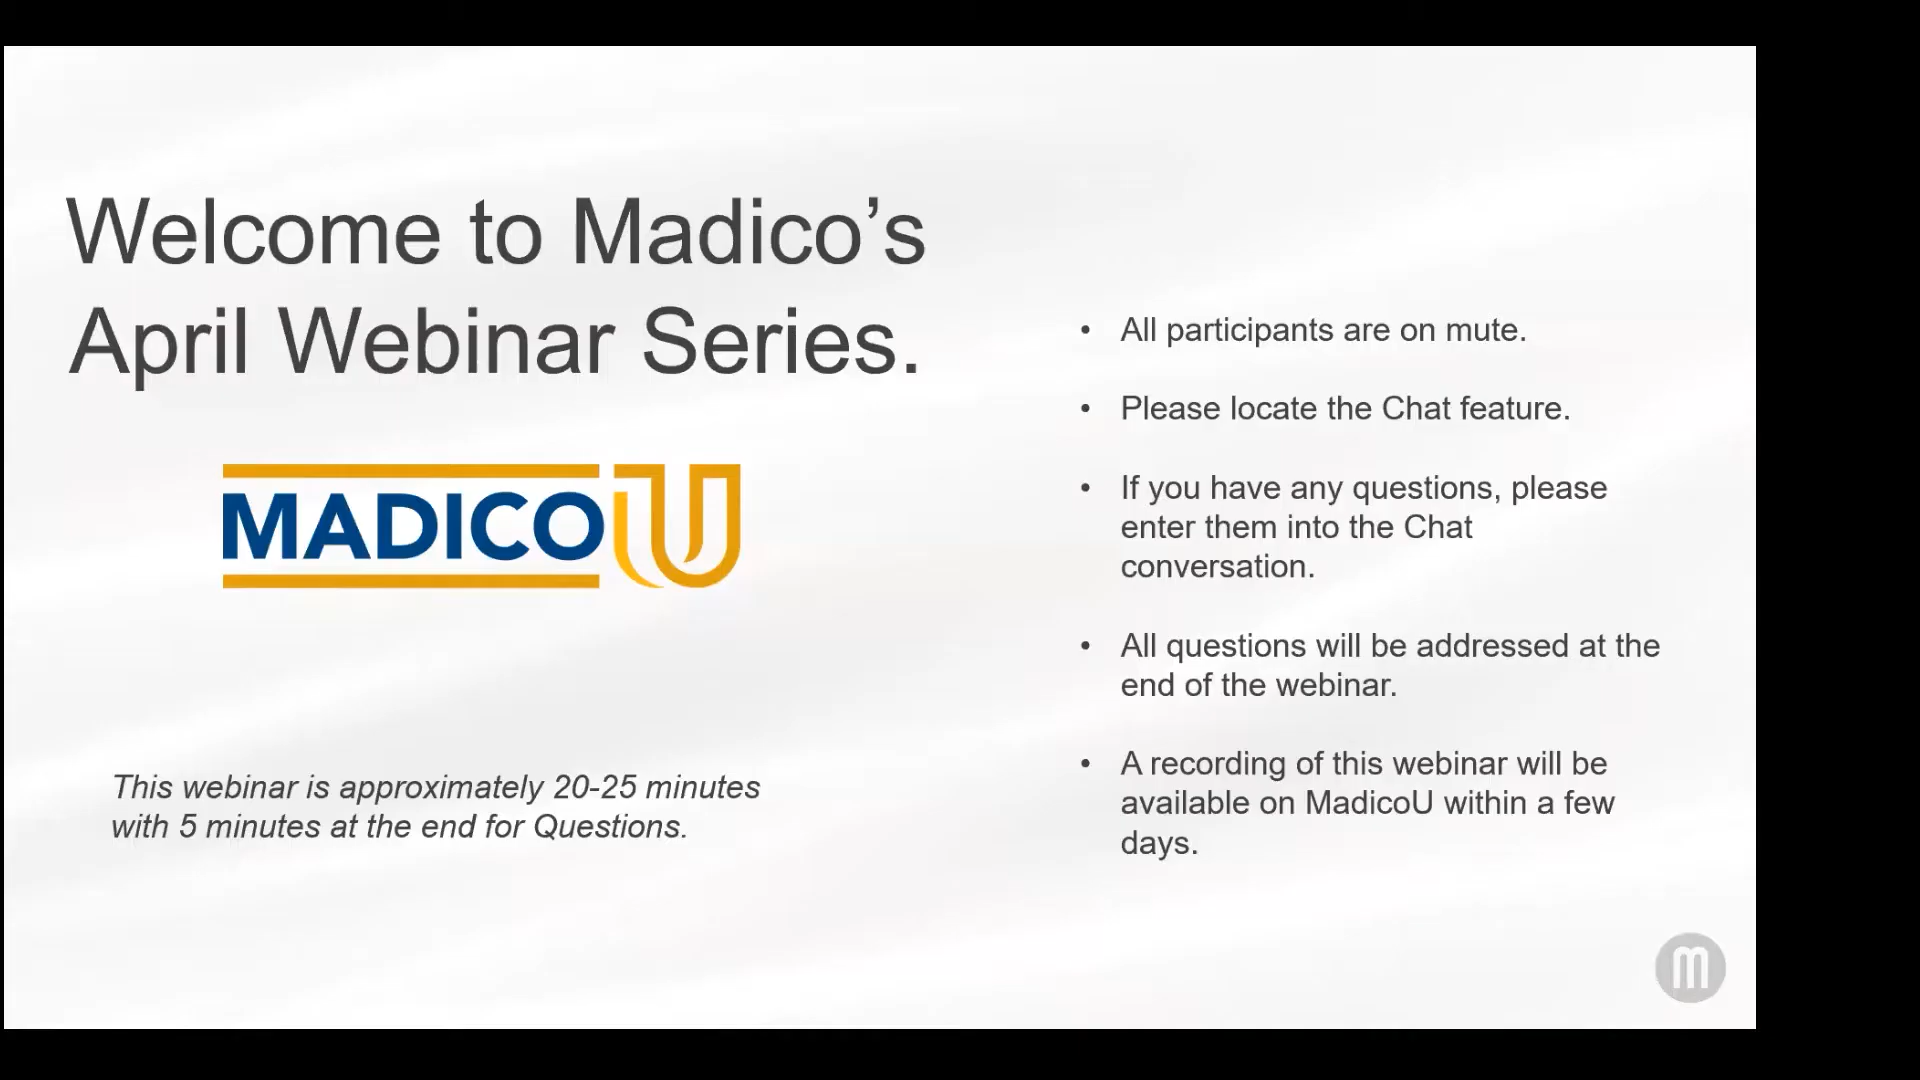 Welcome to Madico’s
April Webinar Series.
MADICO U
This webinar is approximately 20-25 minutes
with 5 minutes at the end for Questions.
• All participants are on mute.
• Please locate the Chat feature.
• If you have any questions, please
enter them into the Chat
conversation.
• All questions will be addressed at the
end of the webinar.
• A recording of this webinar will be
available on MadicoU within a few
days.
m